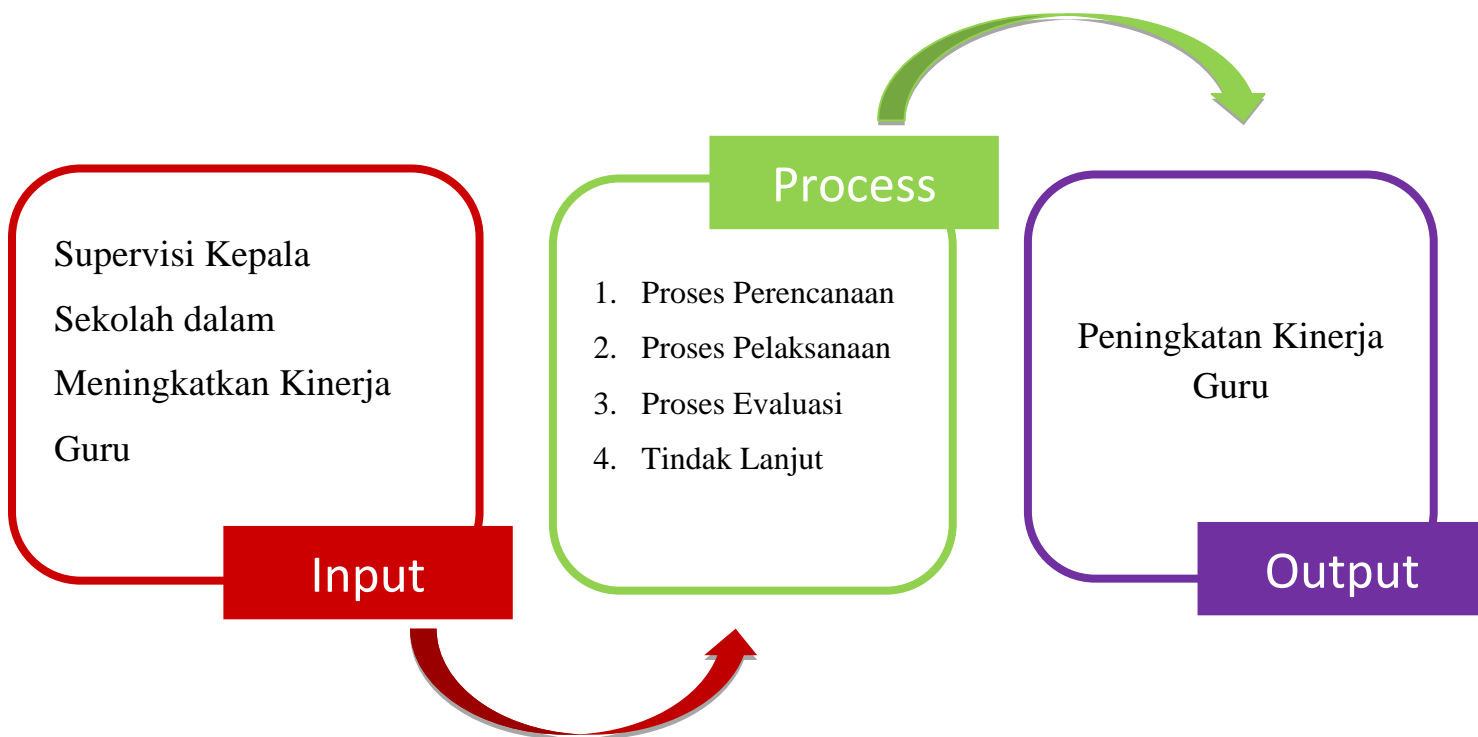 Supervisi Kepala
Sekolah dalam
Meningkatkan Kinerja
Guru
Input
Process
1. Proses Perencanaan
2. Proses Pelaksanaan
3. Proses Evaluasi
4. Tindak Lanjut
Peningkatan Kinerja
Guru
Output